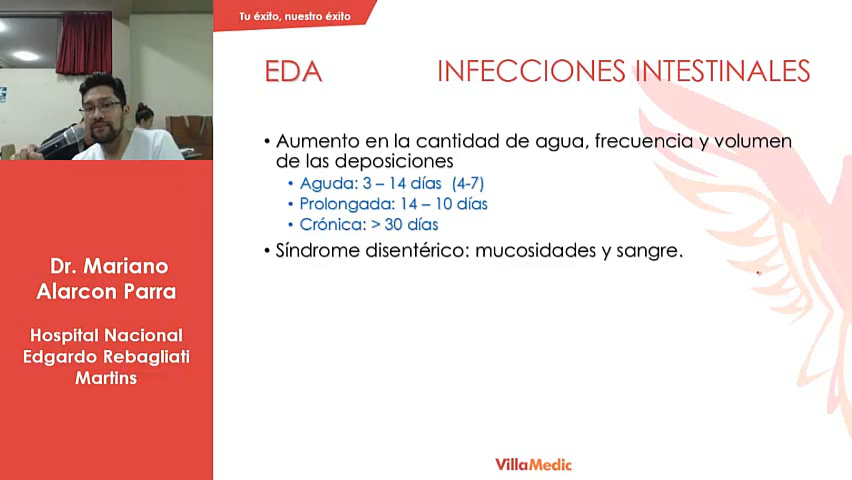 Tu éxito, nuestro éxito
EDA
INFECCIONES INTESTINALES
• Aumento en la cantidad de agua, frecuencia y volumen
de las deposiciones
• Aguda: 3 – 14 días (4-7)
• Prolongada: 14 – 10 días
• Crónica: > 30 días
• Síndrome disentérico: mucosidades y sangre.
Dr. Mariano
Alarcon Parra
Hospital Nacional
Edgardo Rebagliati
Martins
VillaMedic